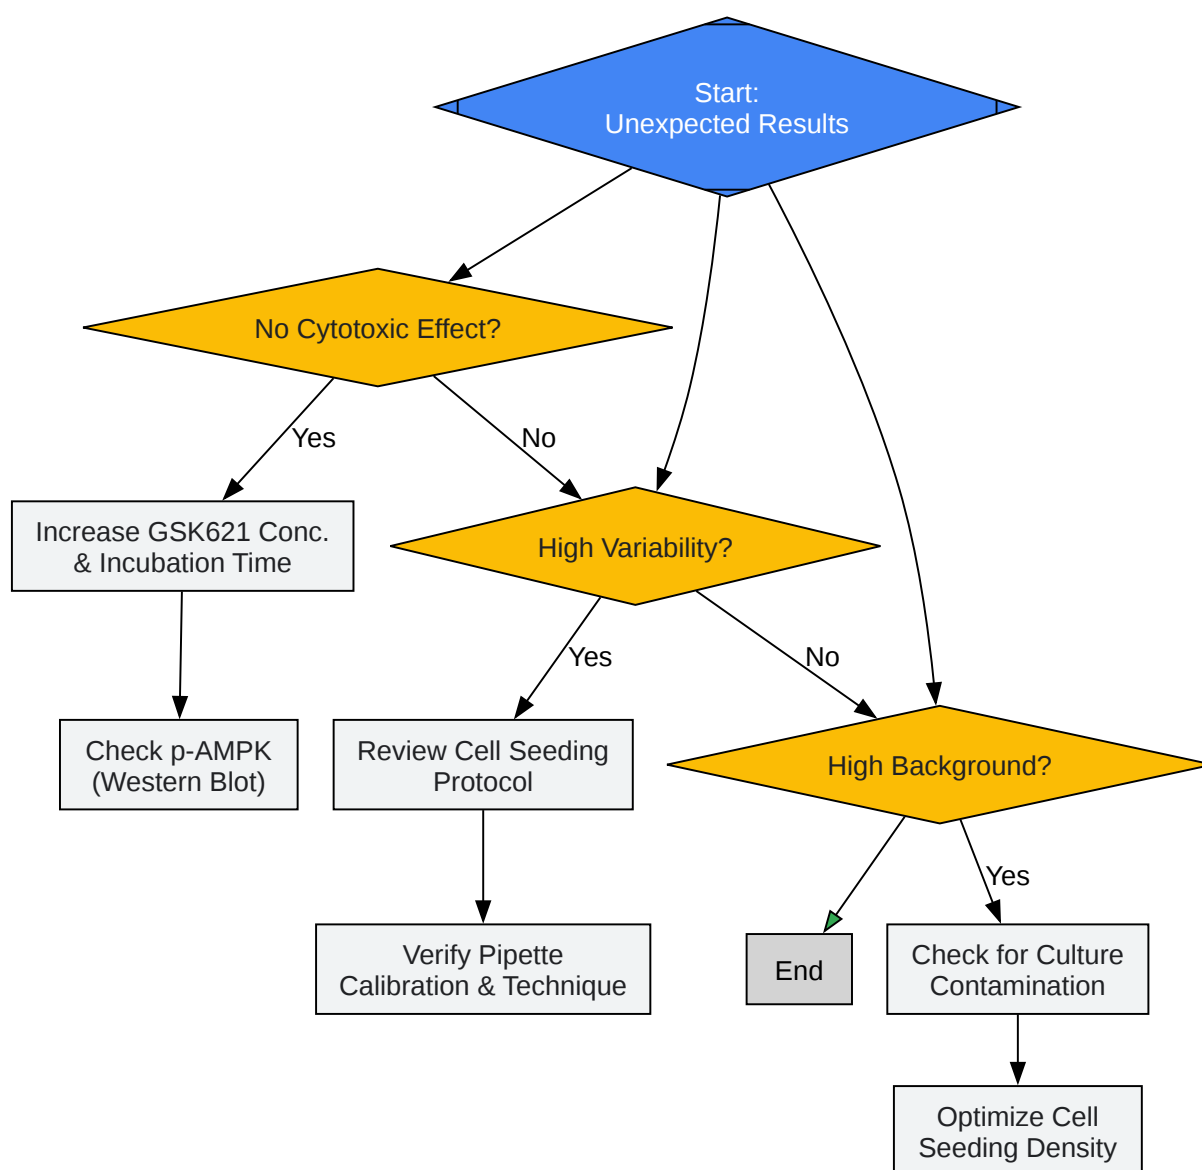 Start:
Unexpected Results
No Cytotoxic Effect?
Yes
No
Increase GSK621 Conc.
& Incubation Time
High Variability?
Yes
No
Check p-AMPK
(Western Blot)
Review Cell Seeding
Protocol
High Background?
Yes
Verify Pipette
Calibration & Technique
End
Check for Culture
Contamination
Optimize Cell
Seeding Density